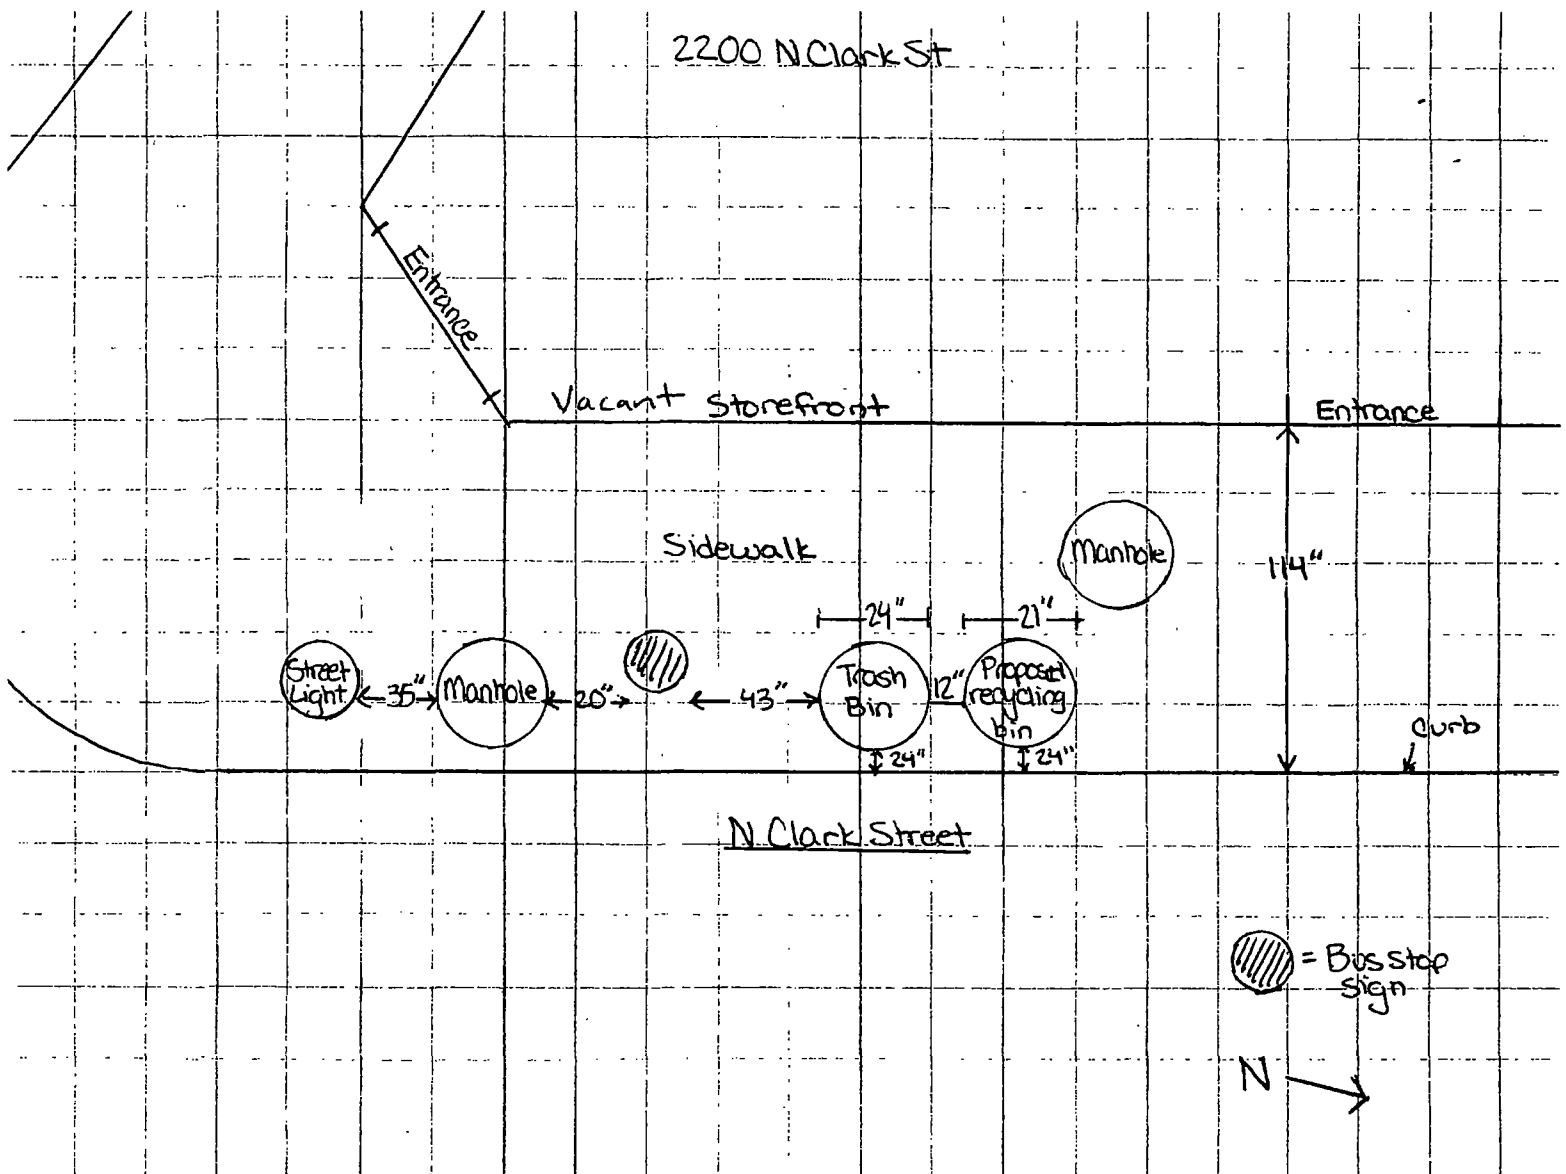 2200 N Clark St
Entrance
Vacant Storefront
Entrance
Sidewalk
Manhole
114"
24"
21"
Street
Light
35"
Manhole
20"
43"
Trash
Bin
12"
Proposed
recycling
bin
24"
24"
Curb
N Clark Street
= Bus stop
sign
N